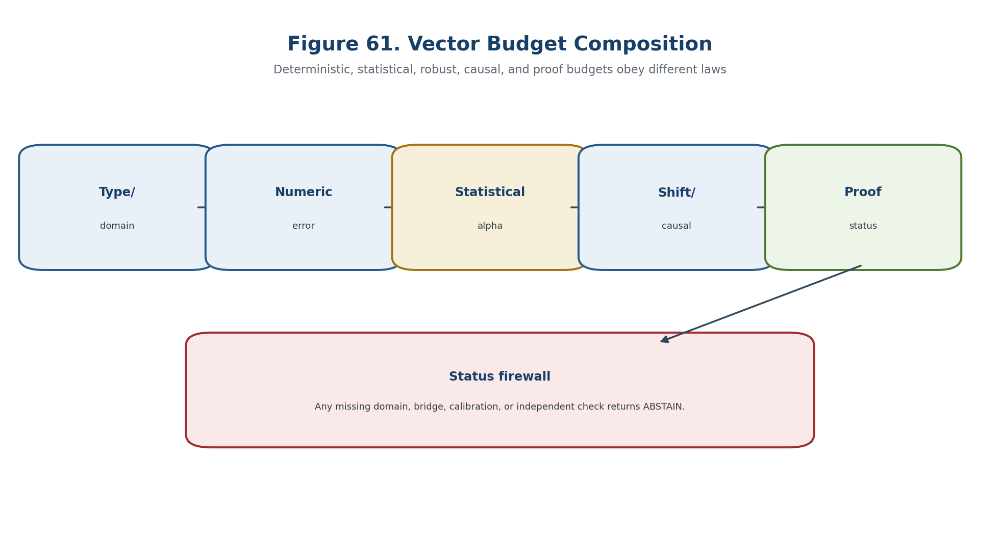 Figure 61. Vector Budget Composition
Deterministic, statistical, robust, causal, and proof budgets obey different laws
Type/
domain
Numeric
error
Statistical
alpha
Shift/
causal
Proof
status
Status firewall
Any missing domain, bridge, calibration, or independent check returns ABSTAIN.